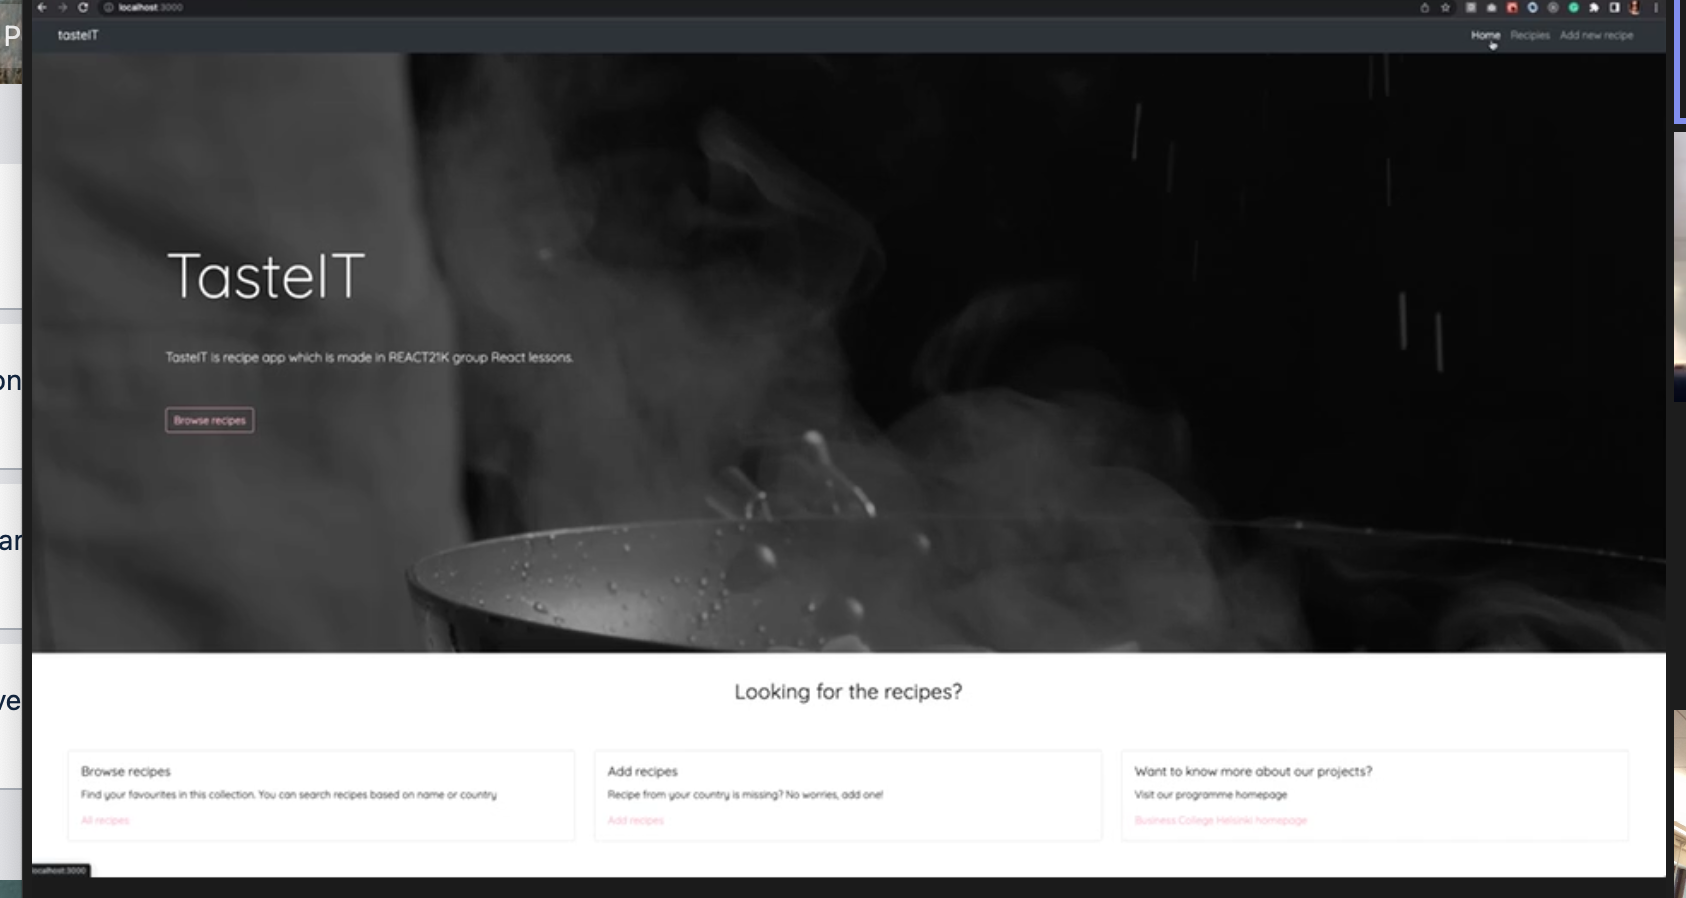 localhost:3000
tasteIT
Home Recipies Add new recipe
TasteIT
TasteIT is recipe app which is made in REACT21K group React lessons.
Browse recipes
Looking for the recipes?
Browse recipes
Find your favourites in this collection. You can search recipes based on name or country
All recipes
Add recipes
Recipe from your country is missing? No worries, add one!
Add recipes
Want to know more about our projects?
Visit our programme homepage
Business College Helsinki homepage
localhost:3000
P
on
ar
ve